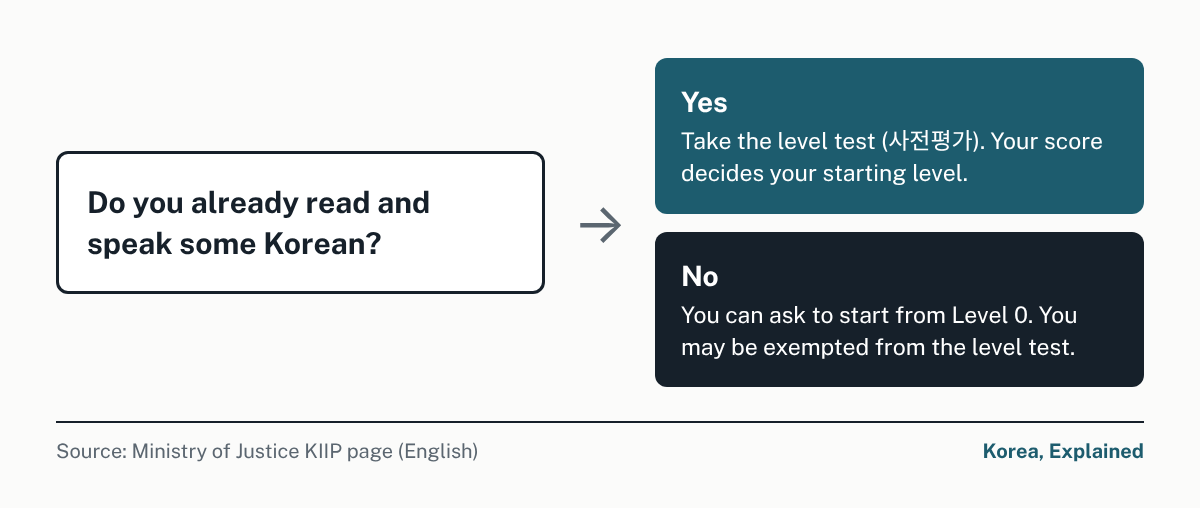 Do you already read and
speak some Korean?
→
Yes
Take the level test (사전평가). Your score
decides your starting level.
No
You can ask to start from Level 0. You
may be exempted from the level test.
Source: Ministry of Justice KIIP page (English)
Korea, Explained